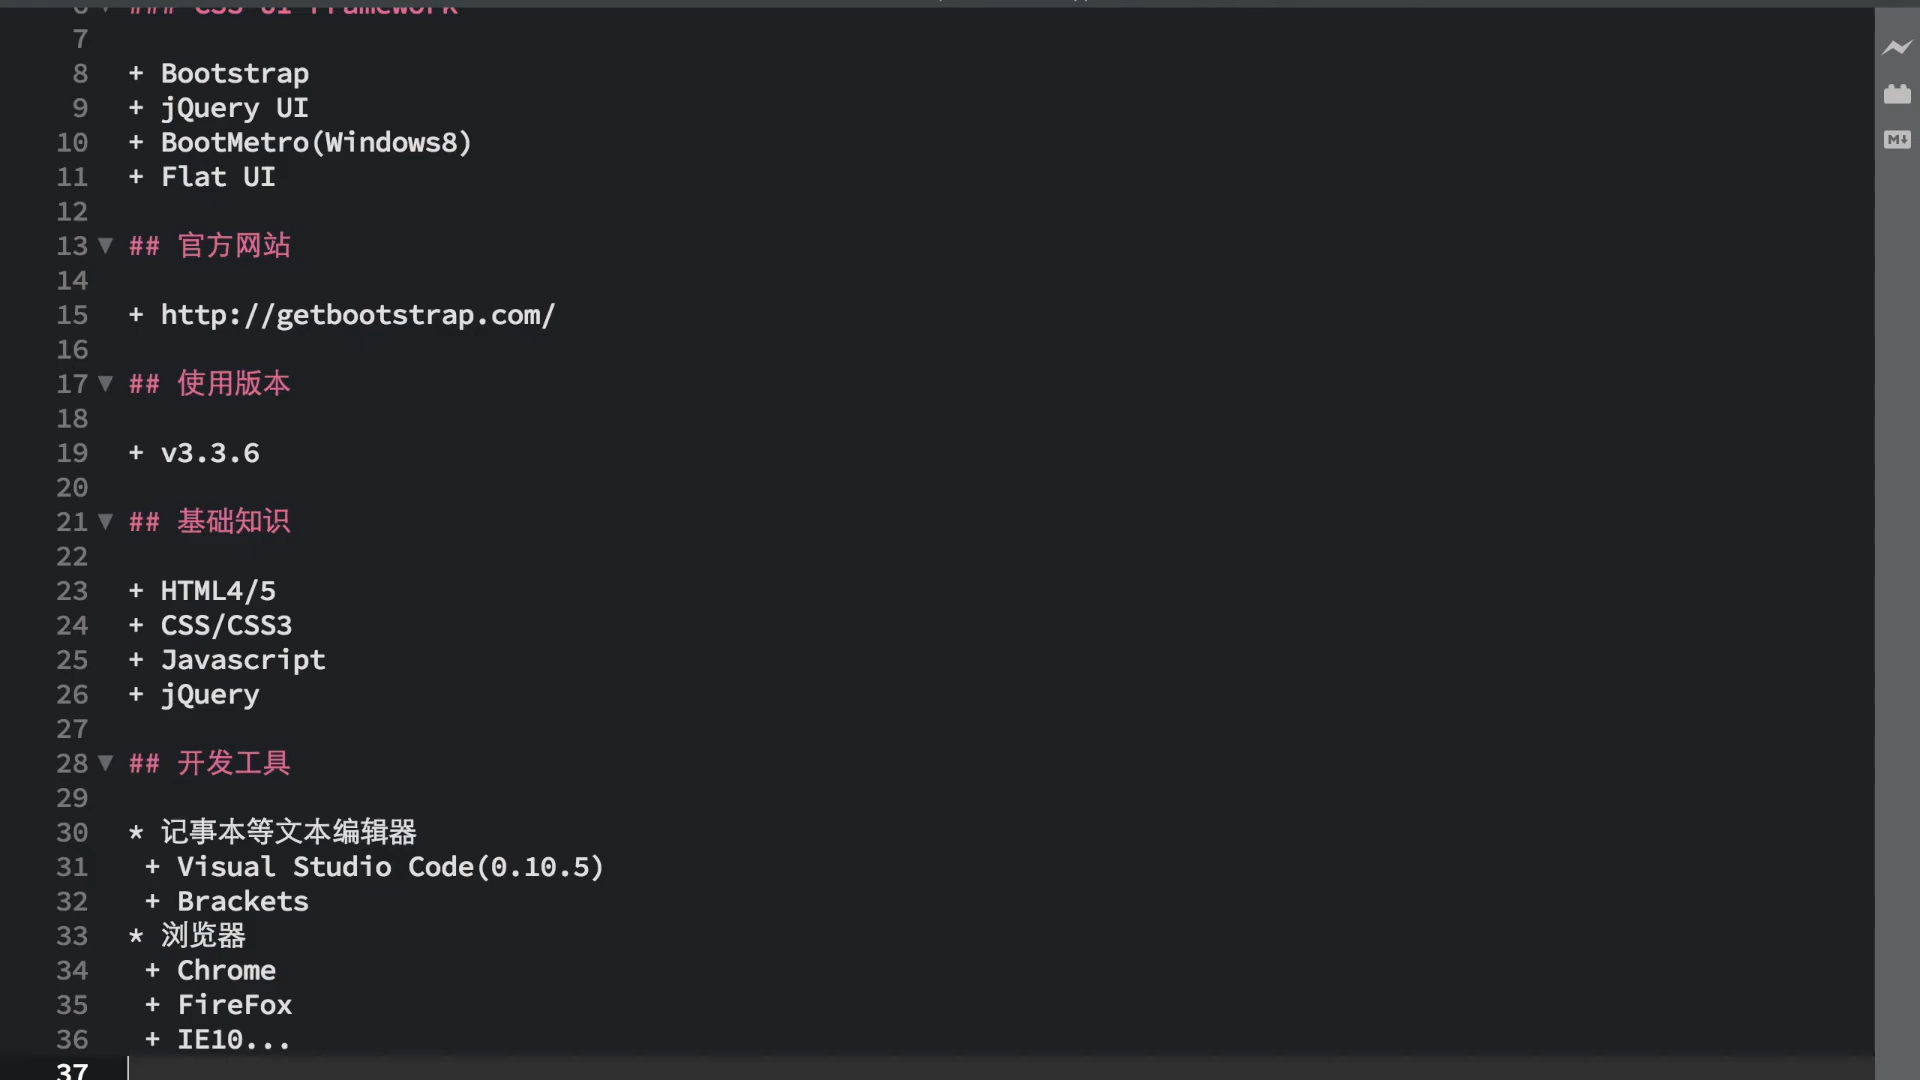 6 ### CSS UI Framework
7
8 + Bootstrap
9 + jQuery UI
10 + BootMetro(Windows8)
11 + Flat UI
12
13 ## 官方网站
14
15 + http://getbootstrap.com/
16
17 ## 使用版本
18
19 + v3.3.6
20
21 ## 基础知识
22
23 + HTML4/5
24 + CSS/CSS3
25 + Javascript
26 + jQuery
27
28 ## 开发工具
29
30 * 记事本等文本编辑器
31 + Visual Studio Code(0.10.5)
32 + Brackets
33 * 浏览器
34 + Chrome
35 + FireFox
36 + IE10...
37
M↓